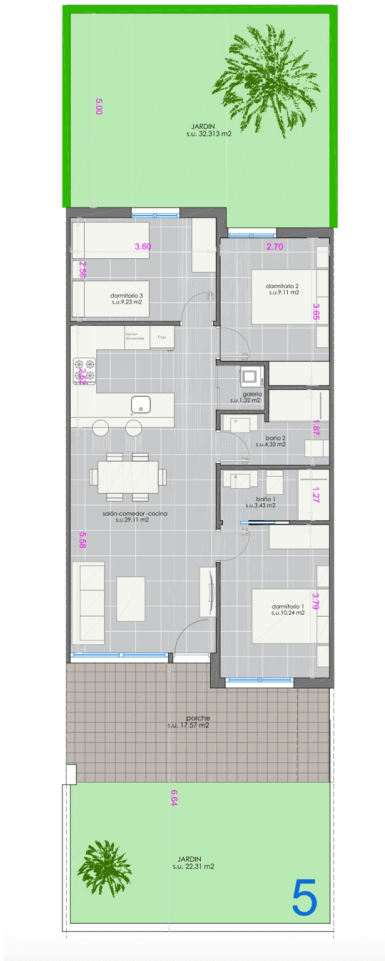 5.00
JARDIN
s.u. 32,313 m2
3.60
2.70
2.56
dormitorio 3
s.u.9,23 m2
dormitorio 2
s.u.9,11 m2
3.65
Frigo
galeria
s.u.1,32 m2
1.87
baño 2
s.u.4,33 m2
baño 1
s.u.3,43 m2
1.27
salón-comedor -cocina
s.u.29,11 m2
5.58
dormitorio 1
s.u.10,24 m2
3.79
porche
s.u. 17,57 m2
6.64
JARDIN
s.u. 22,31 m2
5